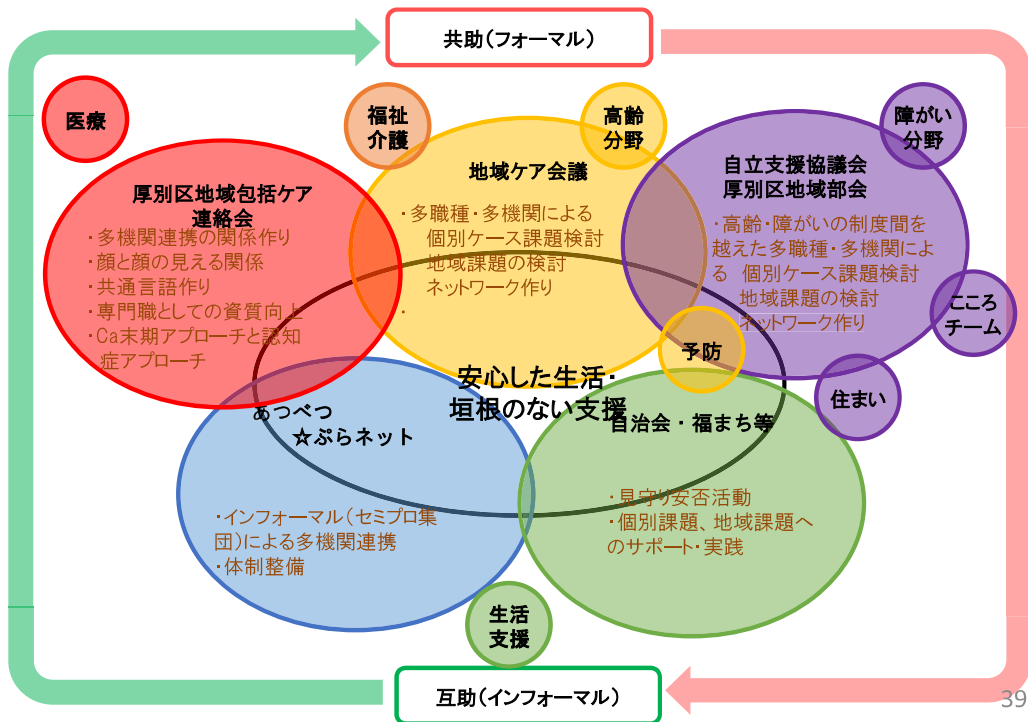 共助(フォーマル)
医療
福祉
介護
高齢
分野
障がい
分野
厚別区地域包括ケア
連絡会
・多機関連携の関係作り
・顔と顔の見える関係
・共通言語作り
・専門職としての資質向上
・Ca末期アプローチと認知
症アプローチ
地域ケア会議
・多職種・多機関による
個別ケース課題検討
地域課題の検討
ネットワーク作り
・
自立支援協議会
厚別区地域部会
・高齢・障がいの制度間を
越えた多職種・多機関によ
る 個別ケース課題検討
地域課題の検討
ネットワーク作り
こころ
チーム
予防
住まい
安心した生活・
垣根のない支援
あつべつ
☆ぷらネット
・インフォーマル(セミプロ集
団)による多機関連携
・体制整備
自治会・福まち等
・見守り安否活動
・個別課題、地域課題へ
のサポート・実践
生活
支援
互助(インフォーマル)
39